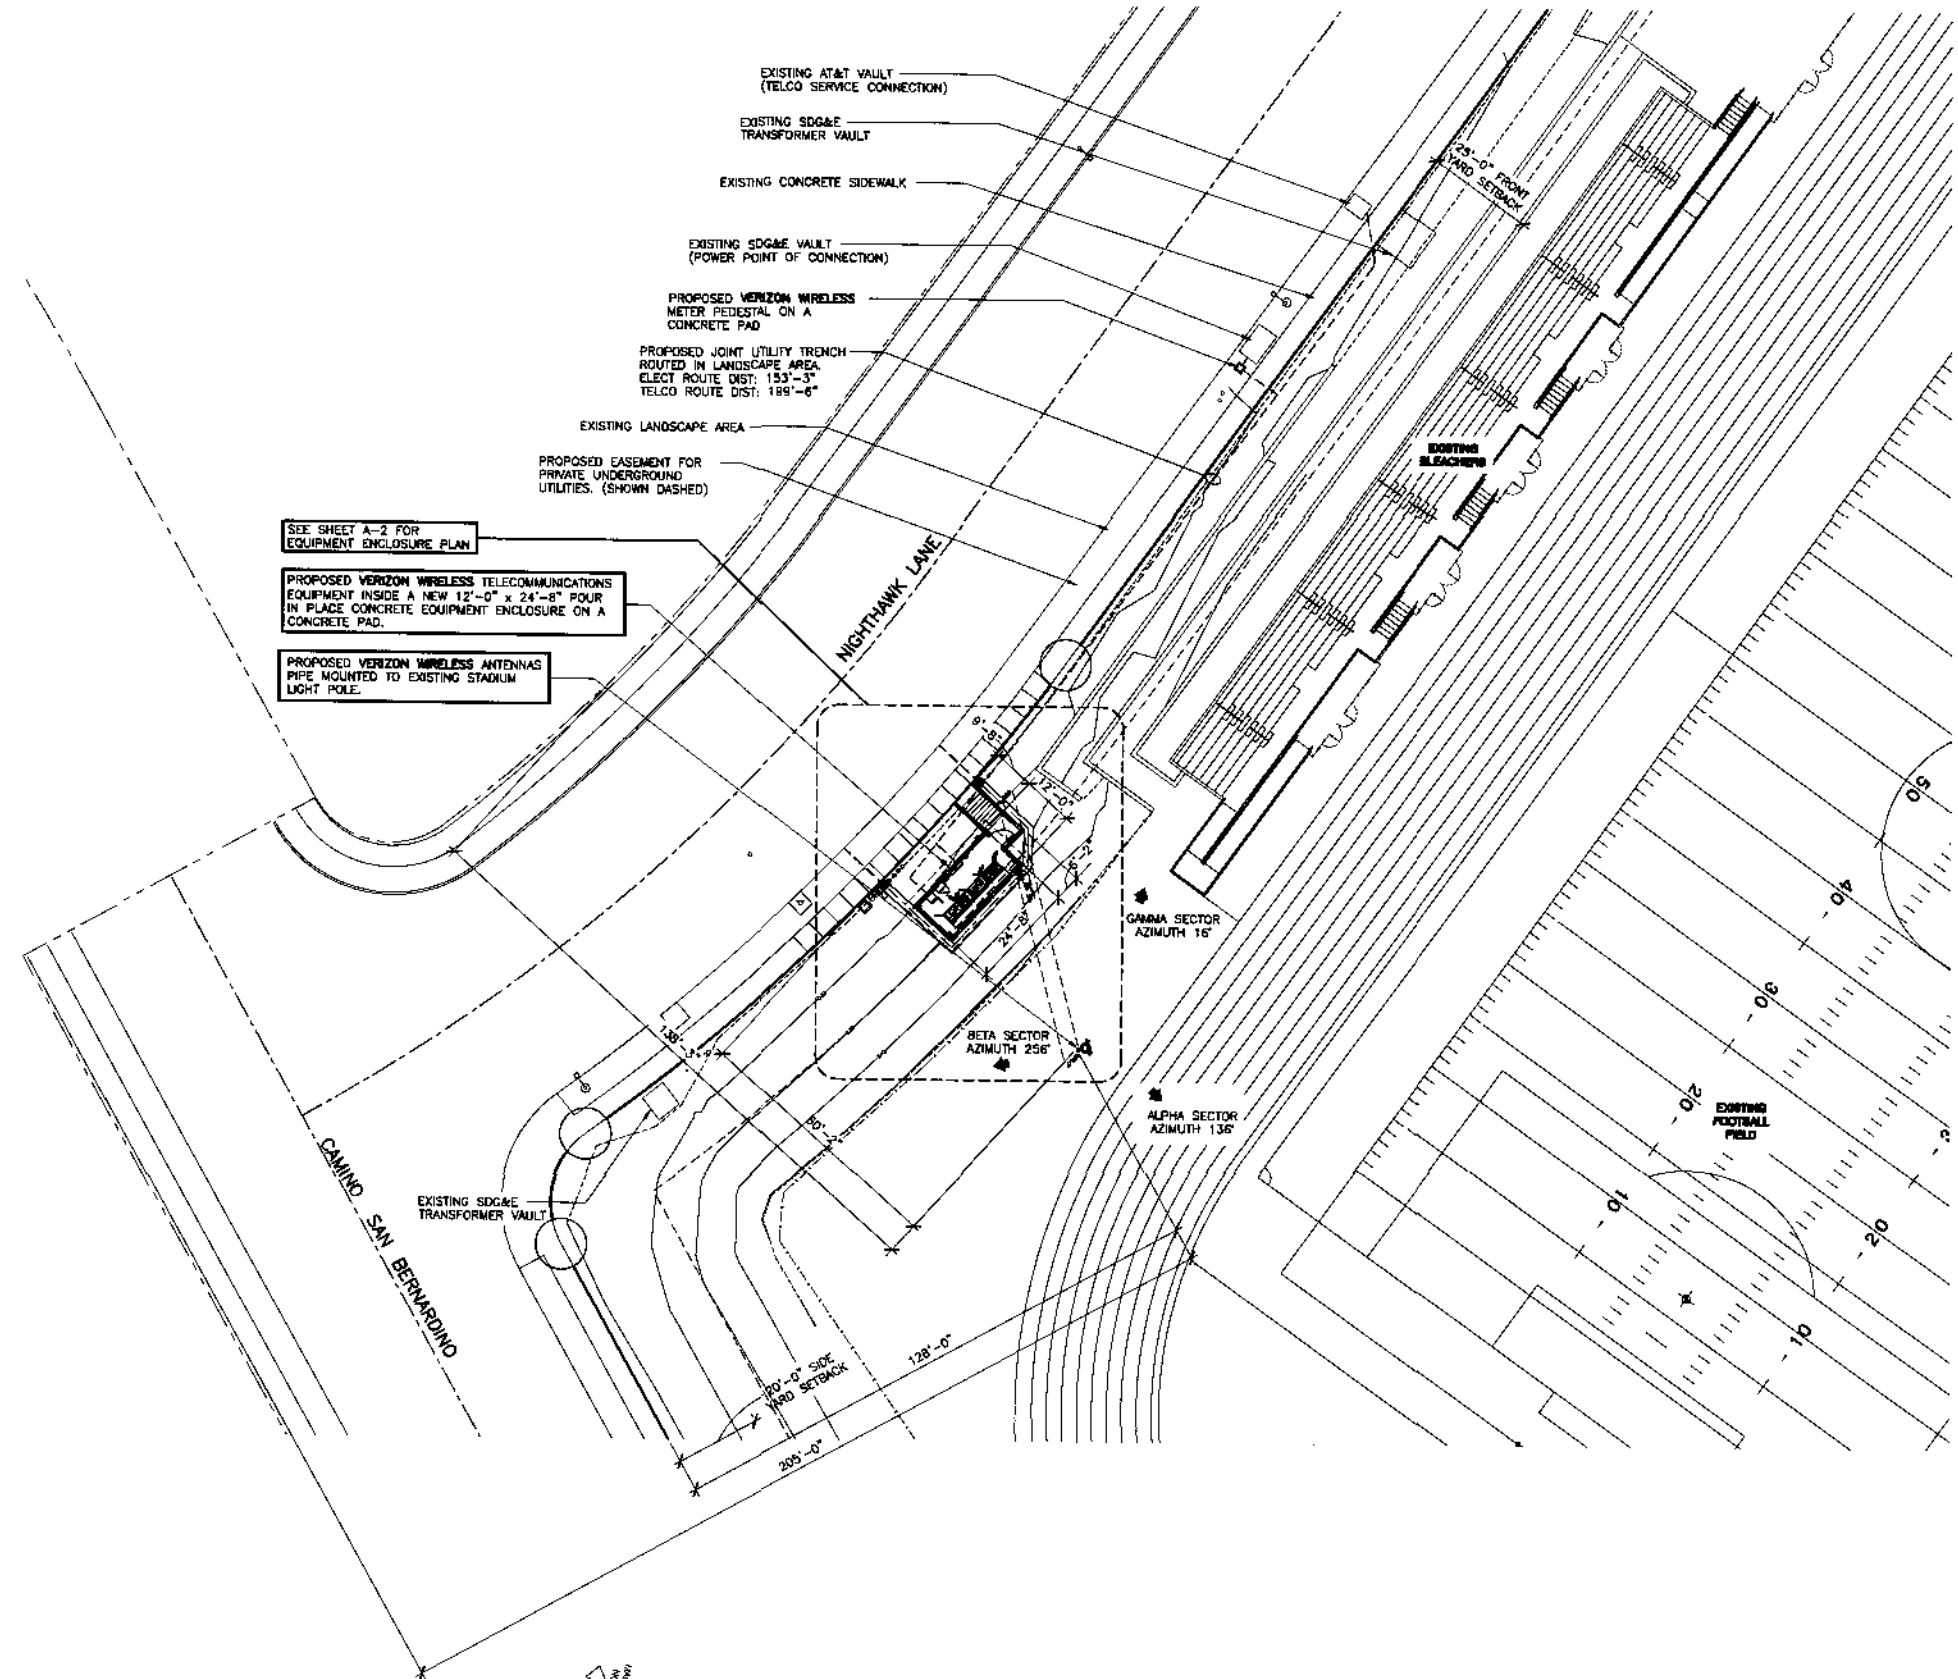 EXISTING AT&T VAULT
(TELCO SERVICE CONNECTION)
EXISTING SDG&E
TRANSFORMER VAULT
EXISTING CONCRETE SIDEWALK
EXISTING SDG&E VAULT
(POWER POINT OF CONNECTION)
PROPOSED VERIZON WIRELESS
METER PEDESTAL ON A
CONCRETE PAD
PROPOSED JOINT UTILITY TRENCH
ROUTED IN LANDSCAPE AREA.
ELECT ROUTE DIST: 153'-3"
TELCO ROUTE DIST: 199'-6"
EXISTING LANDSCAPE AREA
PROPOSED EASEMENT FOR
PRIVATE UNDERGROUND
UTILITIES. (SHOWN DASHED)
SEE SHEET A-2 FOR
EQUIPMENT ENCLOSURE PLAN
PROPOSED VERIZON WIRELESS TELECOMMUNICATIONS
EQUIPMENT INSIDE A NEW 12'-0" x 24'-8" POUR
IN PLACE CONCRETE EQUIPMENT ENCLOSURE ON A
CONCRETE PAD.
PROPOSED VERIZON WIRELESS ANTENNAS
PIPE MOUNTED TO EXISTING STADIUM
LIGHT POLE.
25'-0" FRONT
YARD SETBACK
EXISTING
BLEACHERS
NIGHTHAWK LANE
9'-8"
12'-0"
24'-8"
GAMMA SECTOR
AZIMUTH 16°
BETA SECTOR
AZIMUTH 256°
ALPHA SECTOR
AZIMUTH 136°
138'
80'-2"
EXISTING SDG&E
TRANSFORMER VAULT
CAMINO SAN BERNARDINO
20'-0" SIDE
YARD SETBACK
128'-0"
205'-0"
EXISTING
FOOTBALL
FIELD
50
40
30
20
10
20
10